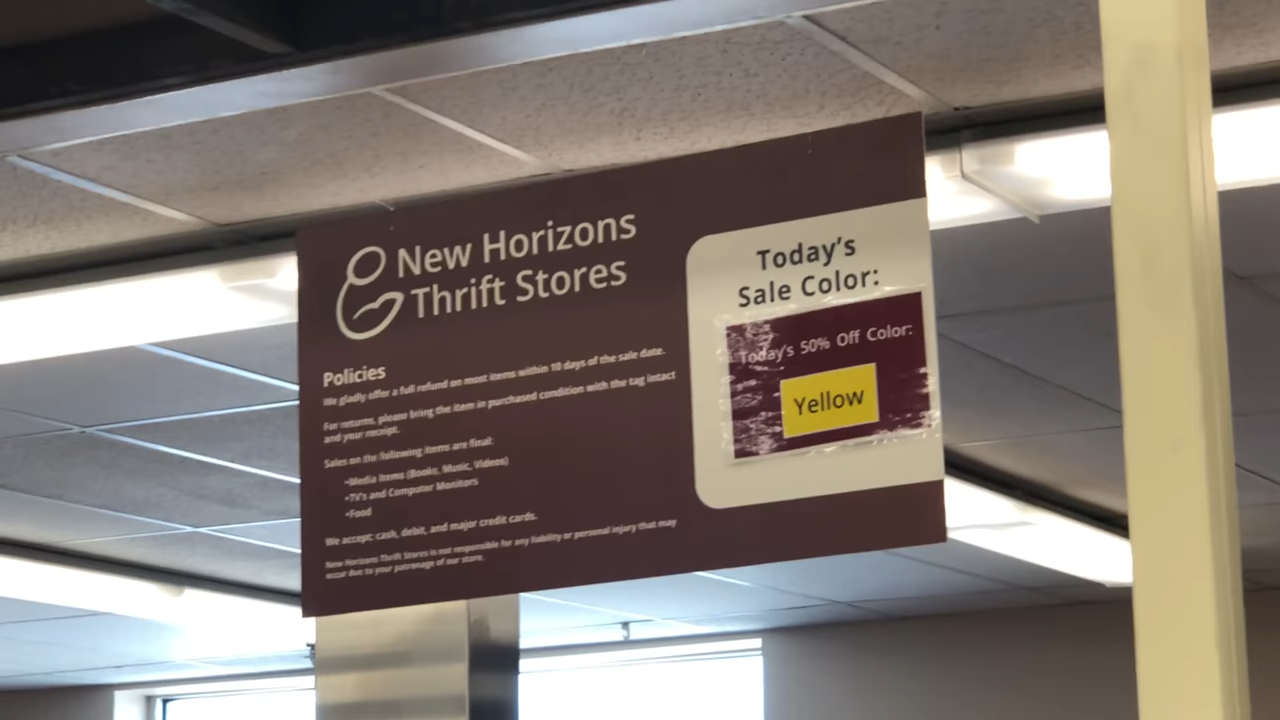 New Horizons
Thrift Stores
Policies
We gladly offer a full refund on most items within 10 days of the sale date.
For returns, please bring the item in purchased condition with the tag intact
and your receipt.
Sales on the following items are final:
•Media Items (Books, Music, Videos)
•TV's and Computer Monitors
•Food
We accept: cash, debit, and major credit cards.
New Horizons Thrift Stores is not responsible for any liability or personal injury that may
occur due to your patronage of our store.
Today's
Sale Color:
Today's 50% Off Color:
Yellow